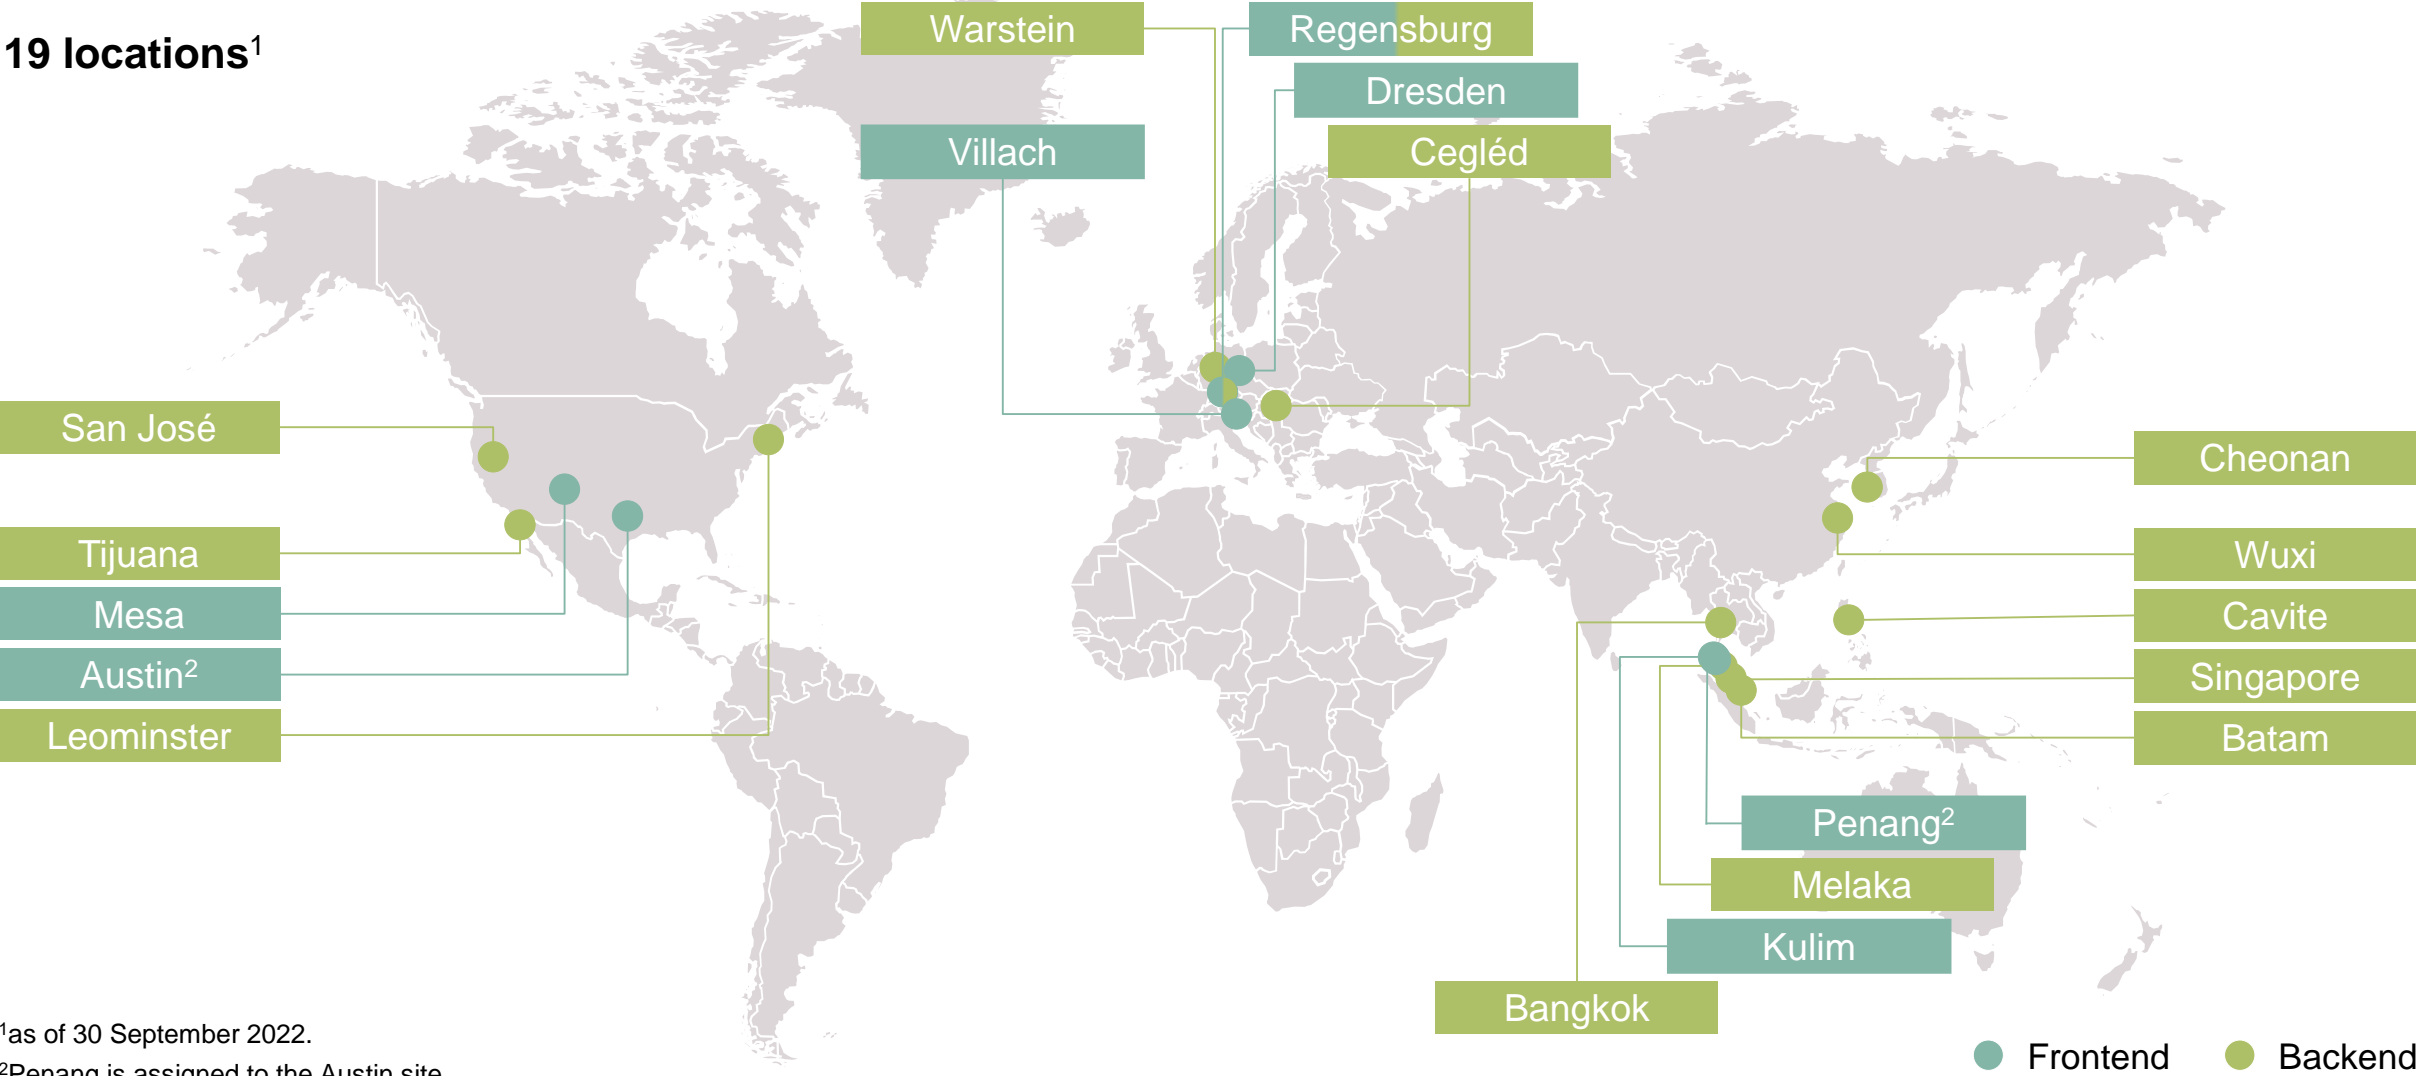 19 locations¹
Warstein
Regensburg
Dresden
Villach
Cegléd
San José
Tijuana
Mesa
Austin²
Leominster
Cheonan
Wuxi
Cavite
Singapore
Batam
Penang²
Melaka
Kulim
Bangkok
¹as of 30 September 2022.
²Penang is assigned to the Austin site
Frontend
Backend